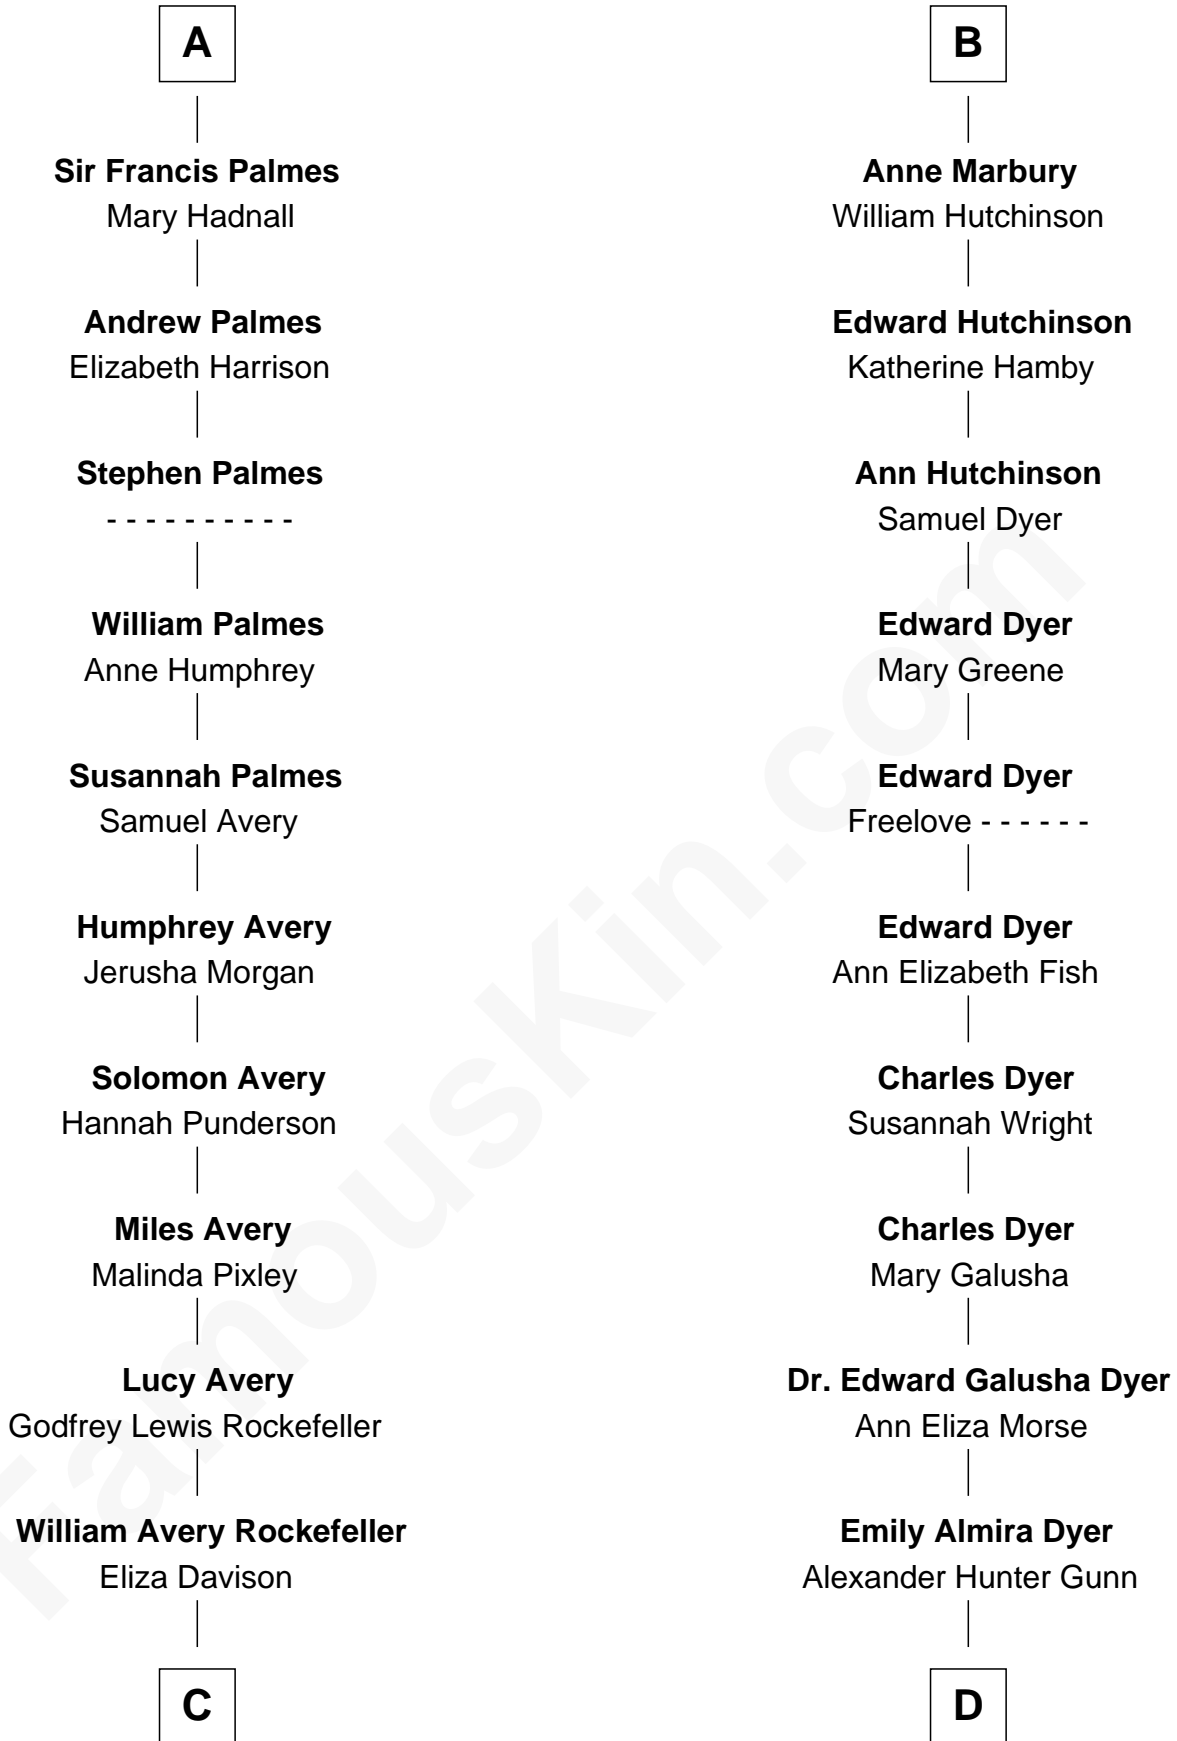 A
Sir Francis Palmes
Mary Hadnall
Andrew Palmes
Elizabeth Harrison
Stephen Palmes
- - - - - - - - - -
William Palmes
Anne Humphrey
Susannah Palmes
Samuel Avery
Humphrey Avery
Jerusha Morgan
Solomon Avery
Hannah Punderson
Miles Avery
Malinda Pixley
Lucy Avery
Godfrey Lewis Rockefeller
William Avery Rockefeller
Eliza Davison
C
B
Anne Marbury
William Hutchinson
Edward Hutchinson
Katherine Hamby
Ann Hutchinson
Samuel Dyer
Edward Dyer
Mary Greene
Edward Dyer
Freelove - - - - - -
Edward Dyer
Ann Elizabeth Fish
Charles Dyer
Susannah Wright
Charles Dyer
Mary Galusha
Dr. Edward Galusha Dyer
Ann Eliza Morse
Emily Almira Dyer
Alexander Hunter Gunn
D
FamousKin.com